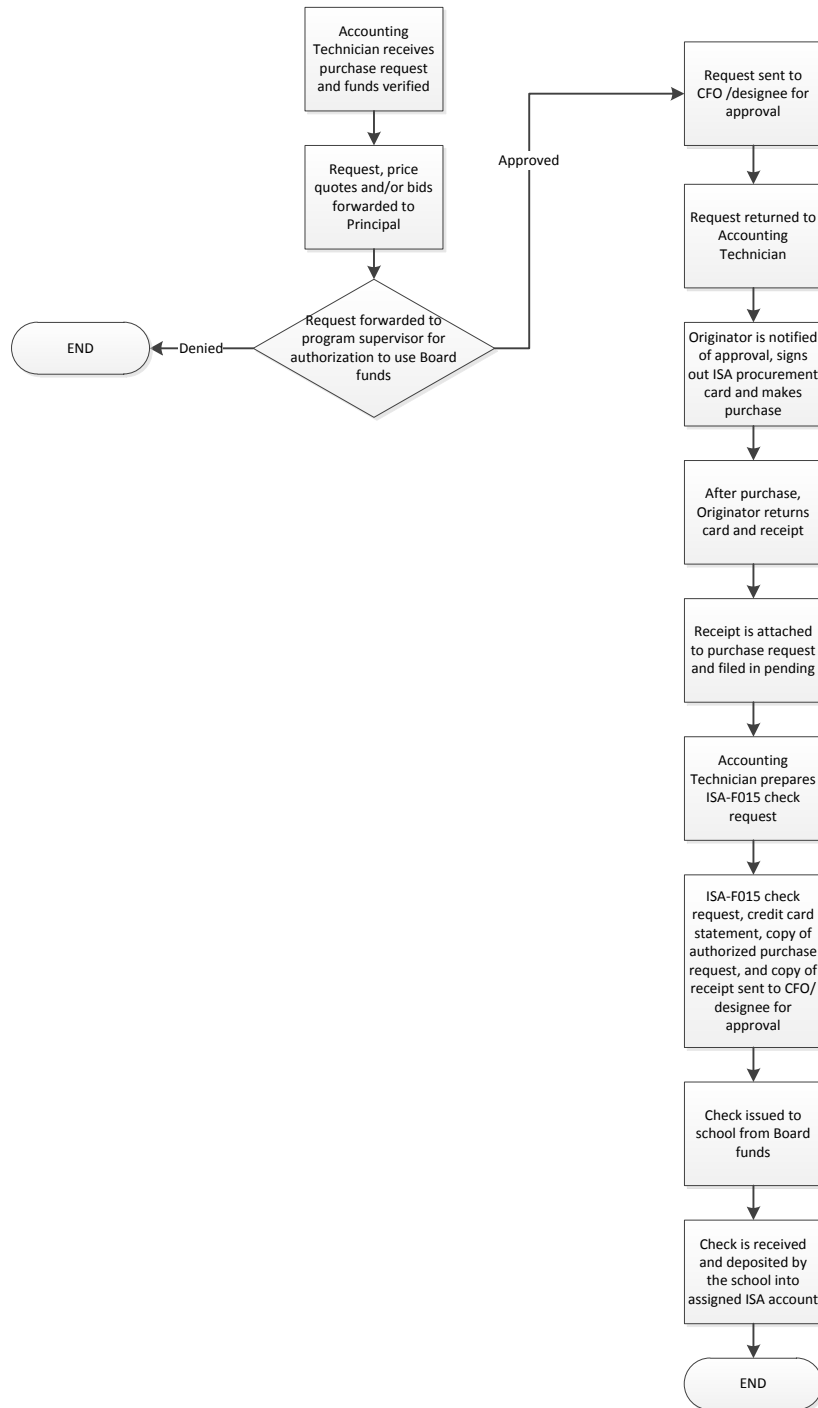 Accounting
Technician receives
purchase request
and funds verified
Request, price
quotes and/or bids
forwarded to
Principal
Request forwarded to
program supervisor for
authorization to use Board
funds
Denied
END
Approved
Request sent to
CFO /designee for
approval
Request returned to
Accounting
Technician
Originator is notified
of approval, signs
out ISA procurement
card and makes
purchase
After purchase,
Originator returns
card and receipt
Receipt is attached
to purchase request
and filed in pending
Accounting
Technician prepares
ISA-F015 check
request
ISA-F015 check
request, credit card
statement, copy of
authorized purchase
request, and copy of
receipt sent to CFO/
designee for
approval
Check issued to
school from Board
funds
Check is received
and deposited by
the school into
assigned ISA account
END